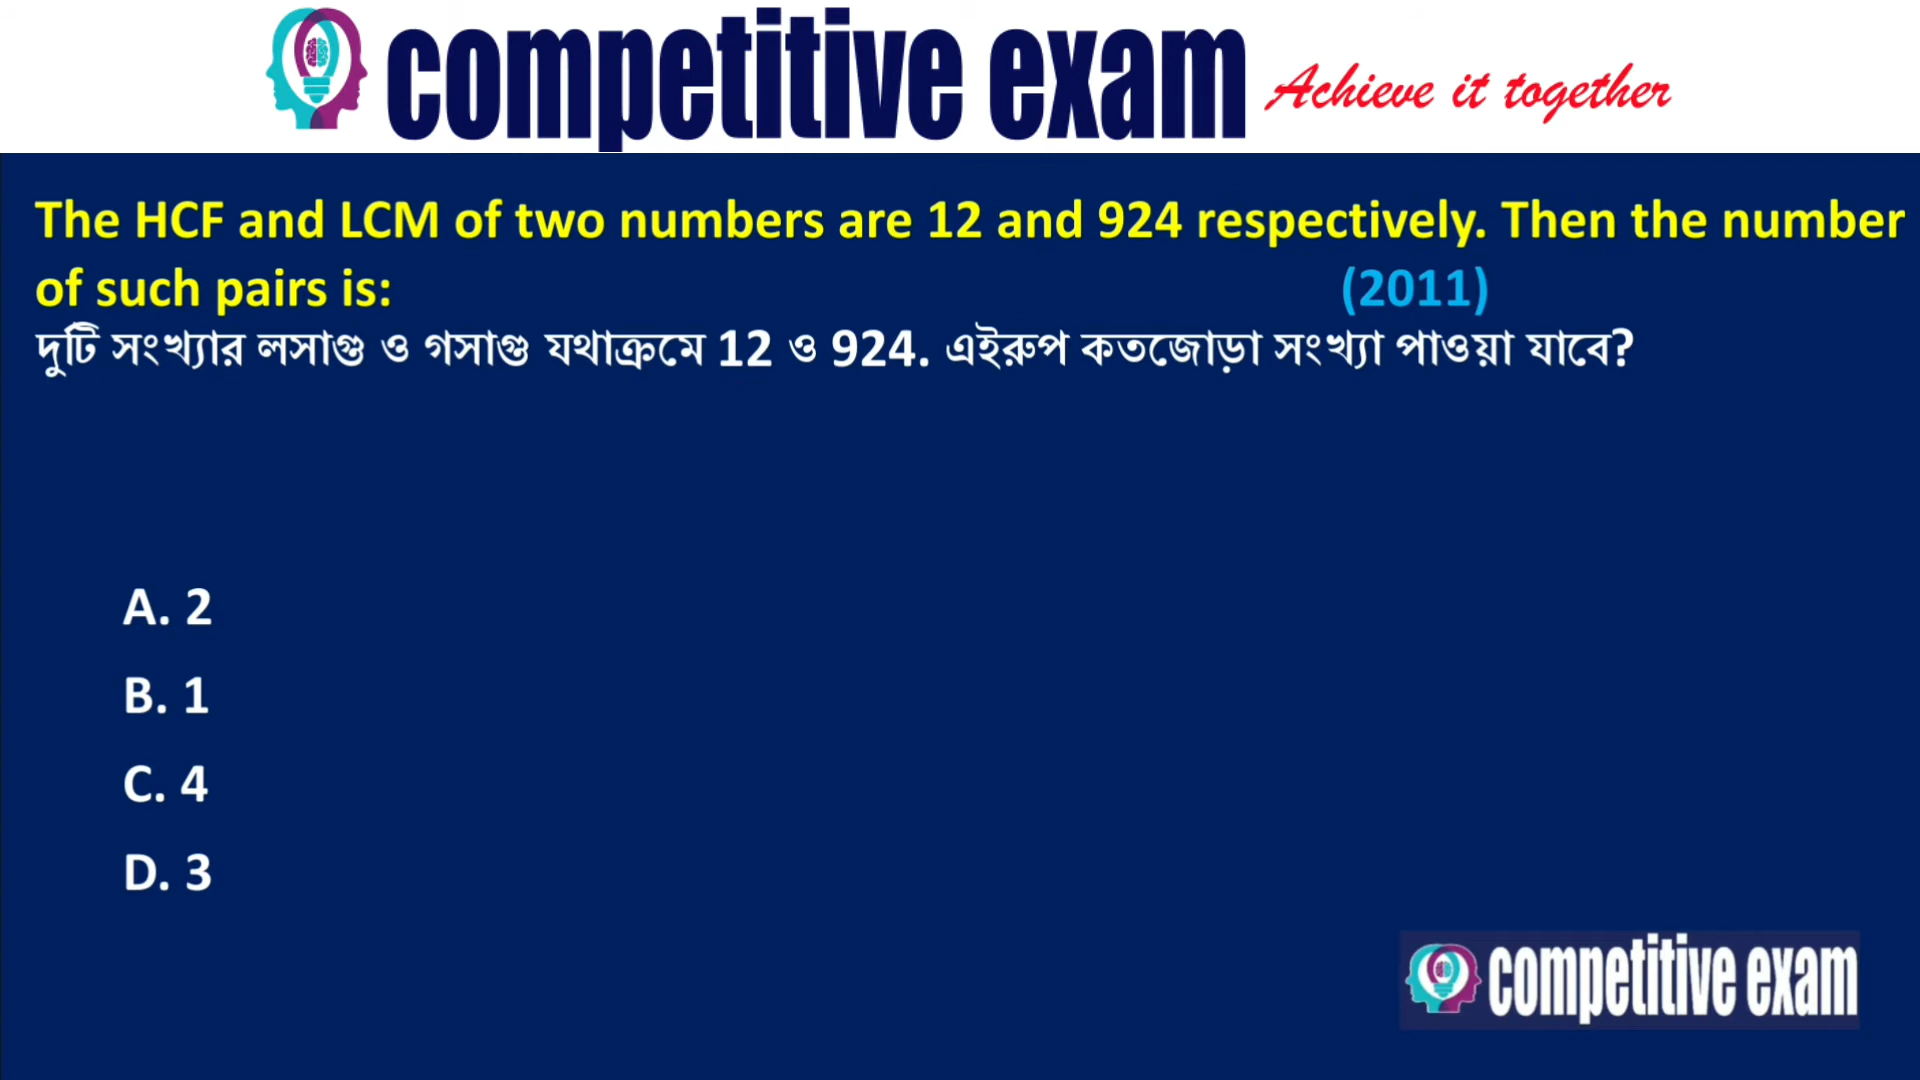 competitive exam Achieve it together
The HCF and LCM of two numbers are 12 and 924 respectively. Then the number
of such pairs is: (2011)
দুটি সংখ্যার লসাগু ও গসাগু যথাক্রমে 12 ও 924. এইরুপ কতজোড়া সংখ্যা পাওয়া যাবে?
A. 2
B. 1
C. 4
D. 3
competitive exam